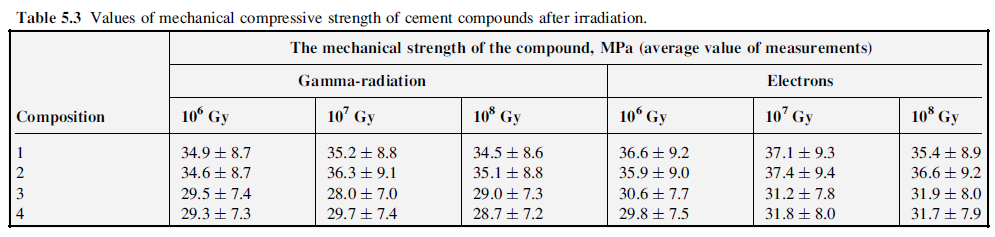 Table 5.3 Values of mechanical compressive strength of cement compounds after irradiation.
The mechanical strength of the compound, MPa (average value of measurements)
Gamma-radiation Electrons
Composition 10⁶ Gy 10⁷ Gy 10⁸ Gy 10⁶ Gy 10⁷ Gy 10⁸ Gy
1 34.9 ± 8.7 35.2 ± 8.8 34.5 ± 8.6 36.6 ± 9.2 37.1 ± 9.3 35.4 ± 8.9
2 34.6 ± 8.7 36.3 ± 9.1 35.1 ± 8.8 35.9 ± 9.0 37.4 ± 9.4 36.6 ± 9.2
3 29.5 ± 7.4 28.0 ± 7.0 29.0 ± 7.3 30.6 ± 7.7 31.2 ± 7.8 31.9 ± 8.0
4 29.3 ± 7.3 29.7 ± 7.4 28.7 ± 7.2 29.8 ± 7.5 31.8 ± 8.0 31.7 ± 7.9